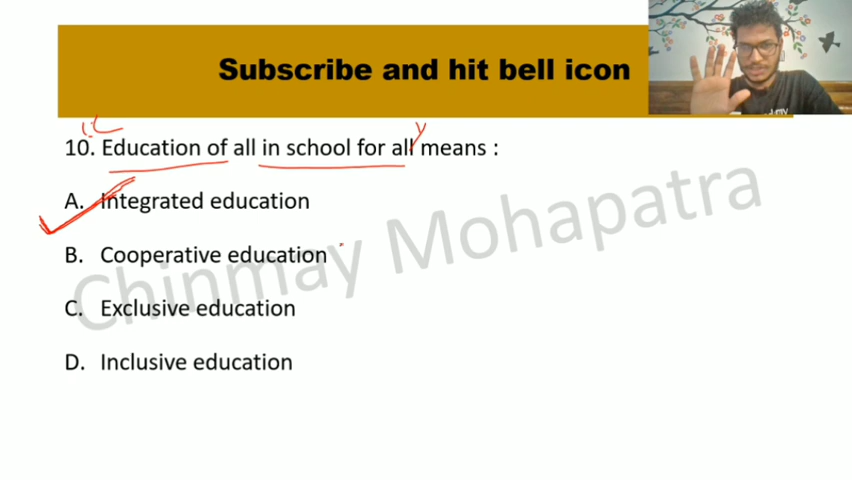 Subscribe and hit bell icon
10. Education of all in school for all means :
A. Integrated education
B. Cooperative education
C. Exclusive education
D. Inclusive education
Chinmay Mohapatra